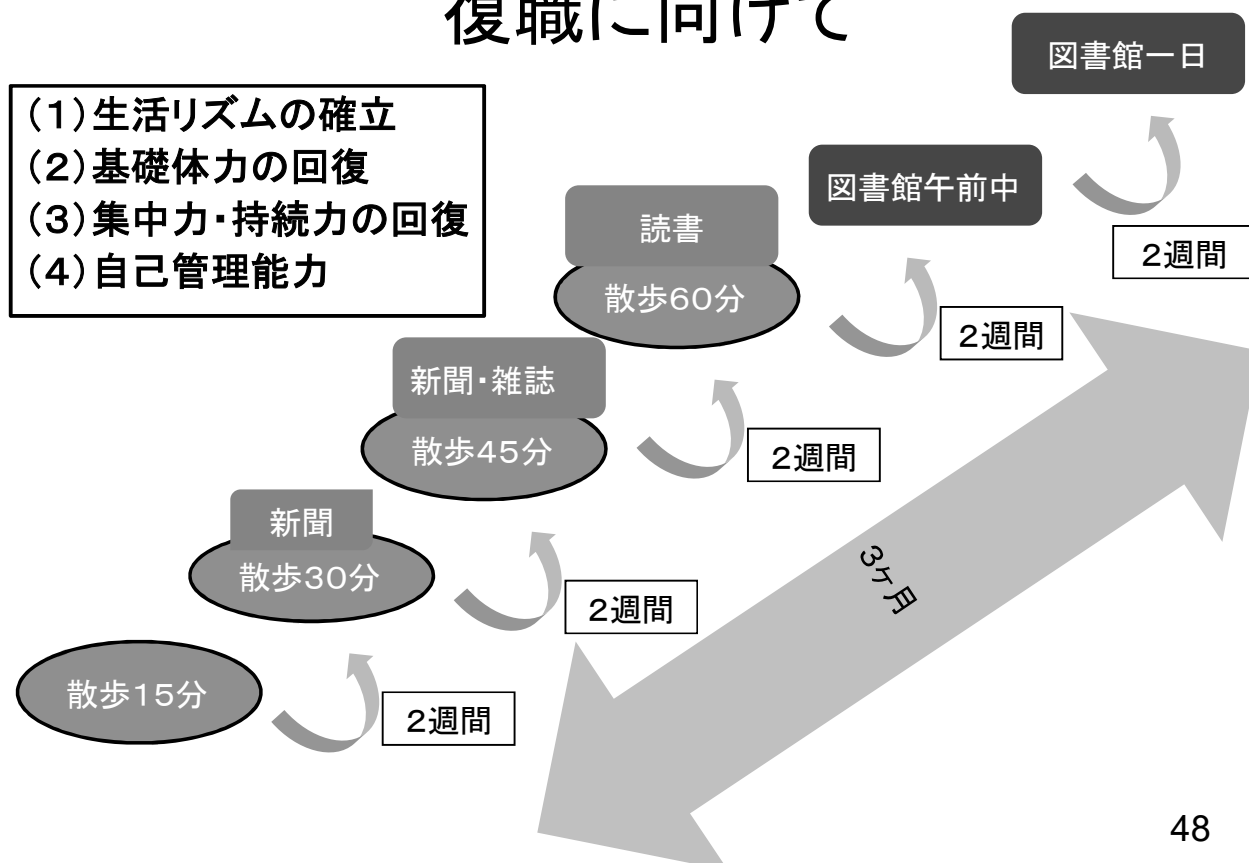 復職に向けて
(1)生活リズムの確立
(2)基礎体力の回復
(3)集中力・持続力の回復
(4)自己管理能力
図書館一日
図書館午前中
2週間
読書
散歩60分
2週間
新聞・雑誌
散歩45分
2週間
新聞
散歩30分
2週間
散歩15分
2週間
3ケ月
48